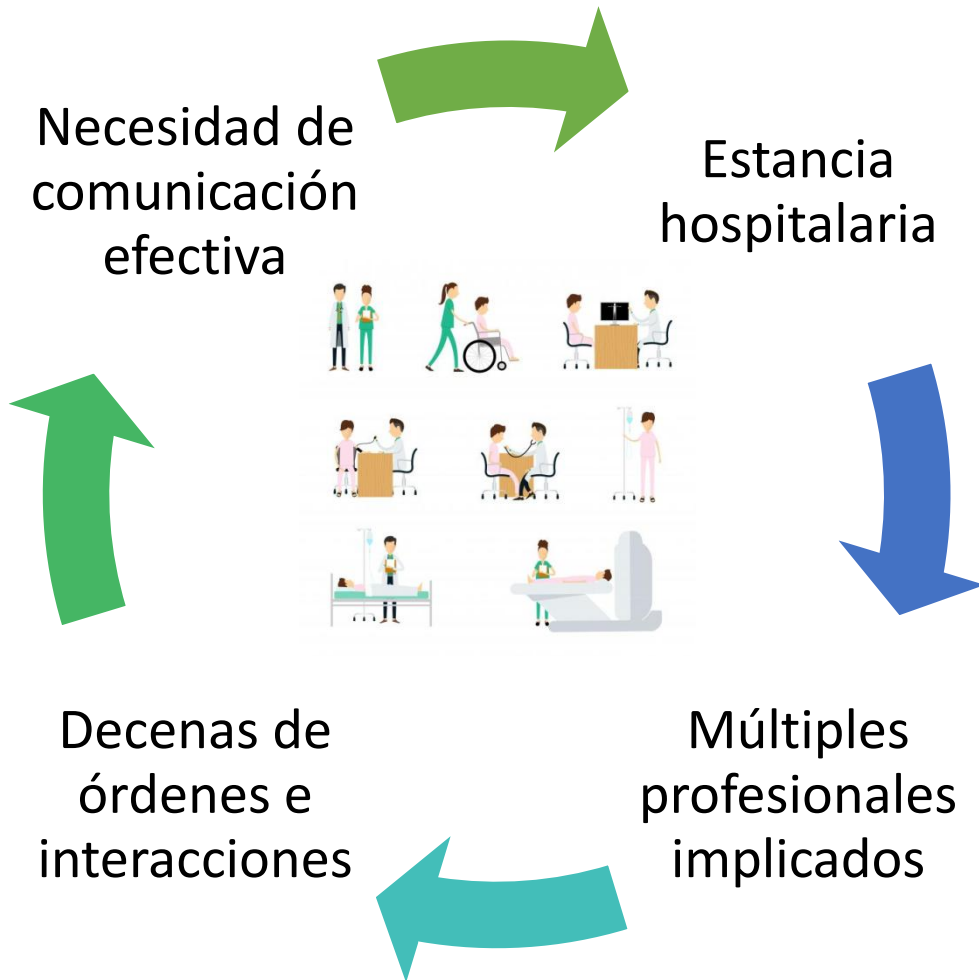 Necesidad de
comunicación
efectiva
Estancia
hospitalaria
Múltiples
profesionales
implicados
Decenas de
órdenes e
interacciones